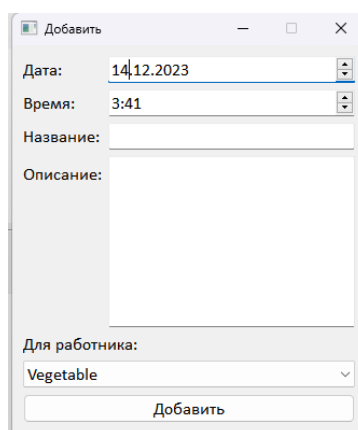 Добавить
Дата: 14.12.2023
Время: 3:41
Название:
Описание:
Для работника:
Vegetable
Добавить